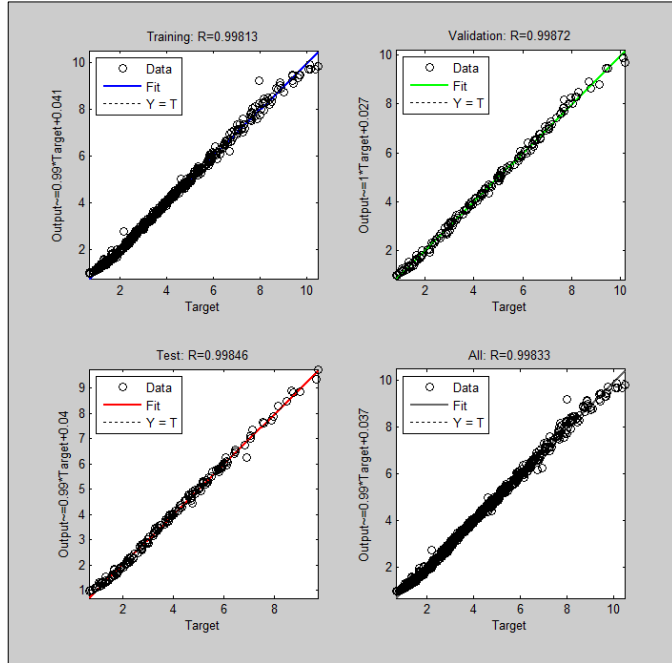 Training: R=0.99813
Output~=0.99*Target+0.041
10
8
6
4
2
Data
Fit
Y = T
2 4 6 8 10
Target
Validation: R=0.99872
Output~=1*Target+0.027
10
8
6
4
2
Data
Fit
Y = T
2 4 6 8 10
Target
Test: R=0.99846
Output~=0.99*Target+0.04
9
8
7
6
5
4
3
2
1
Data
Fit
Y = T
2 4 6 8
Target
All: R=0.99833
Output~=0.99*Target+0.037
10
8
6
4
2
Data
Fit
Y = T
2 4 6 8 10
Target